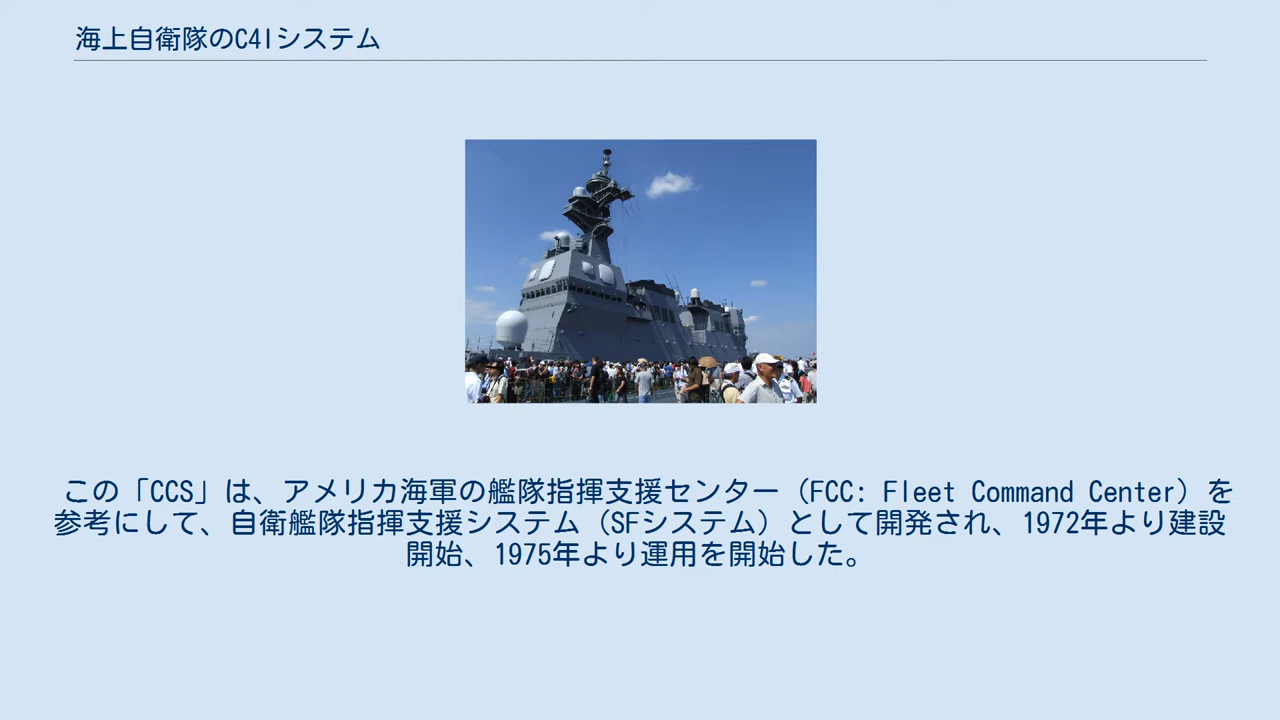 海上自衛隊のC4Iシステム
この「CCS」は、アメリカ海軍の艦隊指揮支援センター（FCC: Fleet Command Center）を
参考にして、自衛艦隊指揮支援システム（SFシステム）として開発され、1972年より建設
開始、1975年より運用を開始した。